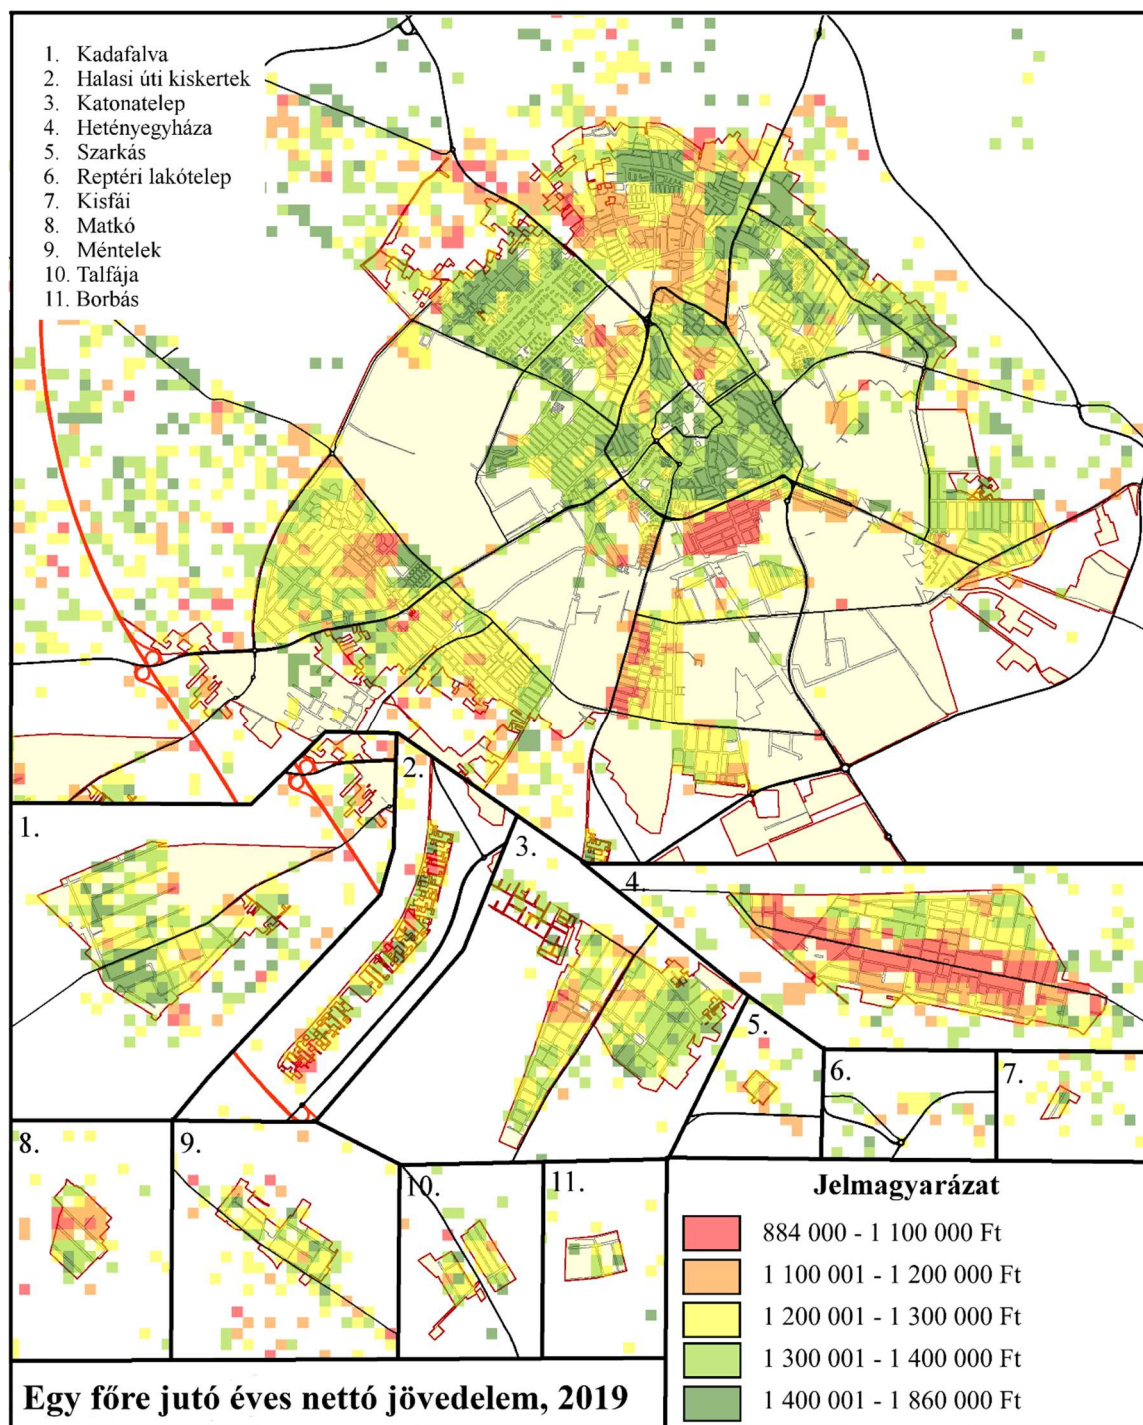 1. Kadafalva
2. Halasi úti kiskertek
3. Katonatelep
4. Hetényegyháza
5. Szarkás
6. Reptéri lakótelep
7. Kisfái
8. Matkó
9. Méntelek
10. Talfája
11. Borbás
1.
2.
3.
4.
5.
6.
7.
8.
9.
10.
11.
Jelmagyarázat
884 000 - 1 100 000 Ft
1 100 001 - 1 200 000 Ft
1 200 001 - 1 300 000 Ft
1 300 001 - 1 400 000 Ft
1 400 001 - 1 860 000 Ft
Egy főre jutó éves nettó jövedelem, 2019